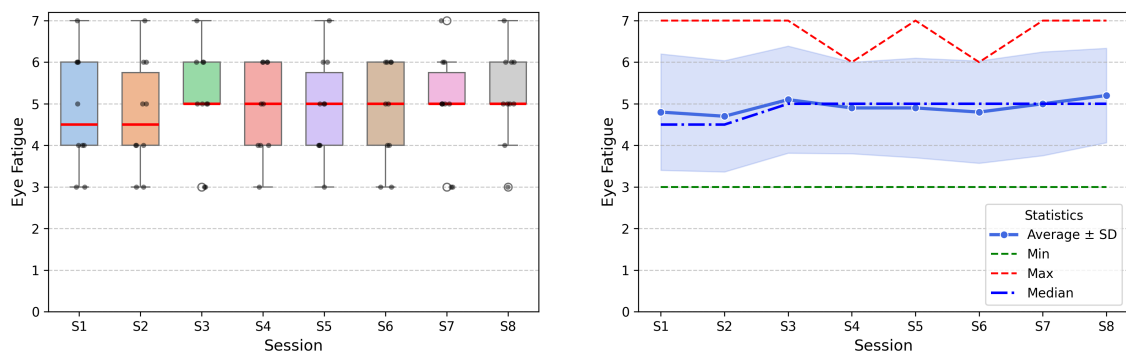 Eye Fatigue
7
6
5
4
3
2
1
0
S1 S2 S3 S4 S5 S6 S7 S8
Session
Eye Fatigue
7
6
5
4
3
2
1
0
S1 S2 S3 S4 S5 S6 S7 S8
Session
Statistics
Average ± SD
Min
Max
Median